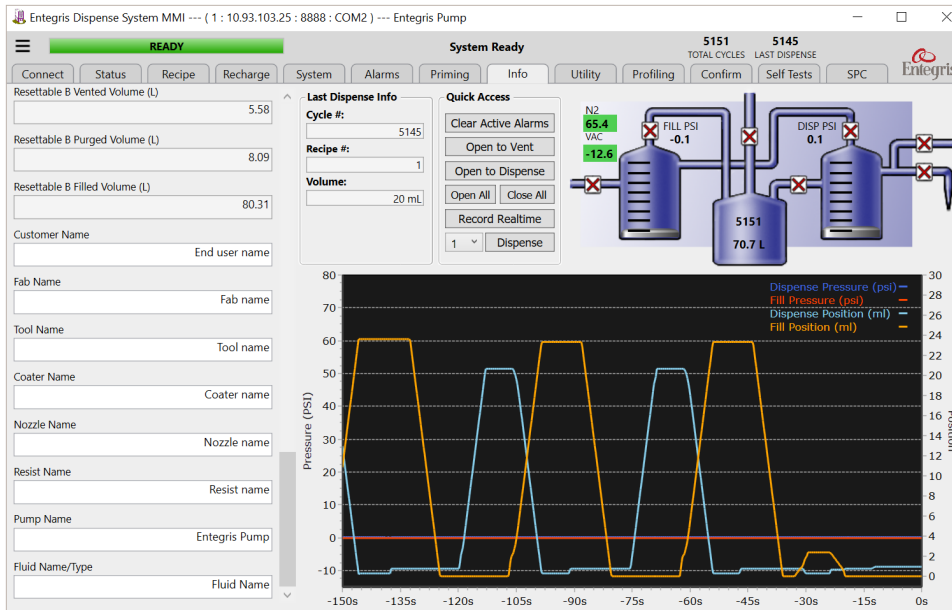 Entegris Dispense System MMI --- ( 1 : 10.93.103.25 : 8888 : COM2 ) --- Entegris Pump
READY
System Ready
5151
TOTAL CYCLES
5145
LAST DISPENSE
Entegris
Connect
Status
Recipe
Recharge
System
Alarms
Priming
Info
Utility
Profiling
Confirm
Self Tests
SPC
Resettable B Vented Volume (L)
5.58
Resettable B Purged Volume (L)
8.09
Resettable B Filled Volume (L)
80.31
Customer Name
End user name
Fab Name
Fab name
Tool Name
Tool name
Coater Name
Coater name
Nozzle Name
Nozzle name
Resist Name
Resist name
Pump Name
Entegris Pump
Fluid Name/Type
Fluid Name
Last Dispense Info
Cycle #:
5145
Recipe #:
1
Volume:
20 mL
Quick Access
Clear Active Alarms
Open to Vent
Open to Dispense
Open All
Close All
Record Realtime
1
Dispense
N2
65.4
VAC
-12.6
FILL PSI
-0.1
DISP PSI
0.1
5151
70.7 L
Dispense Pressure (psi)
Fill Pressure (psi)
Dispense Position (ml)
Fill Position (ml)
Pressure (PSI)
80
70
60
50
40
30
20
10
0
-10
Position
30
28
26
24
22
20
18
16
14
12
10
8
6
4
2
0
-150s
-135s
-120s
-105s
-90s
-75s
-60s
-45s
-30s
-15s
0s